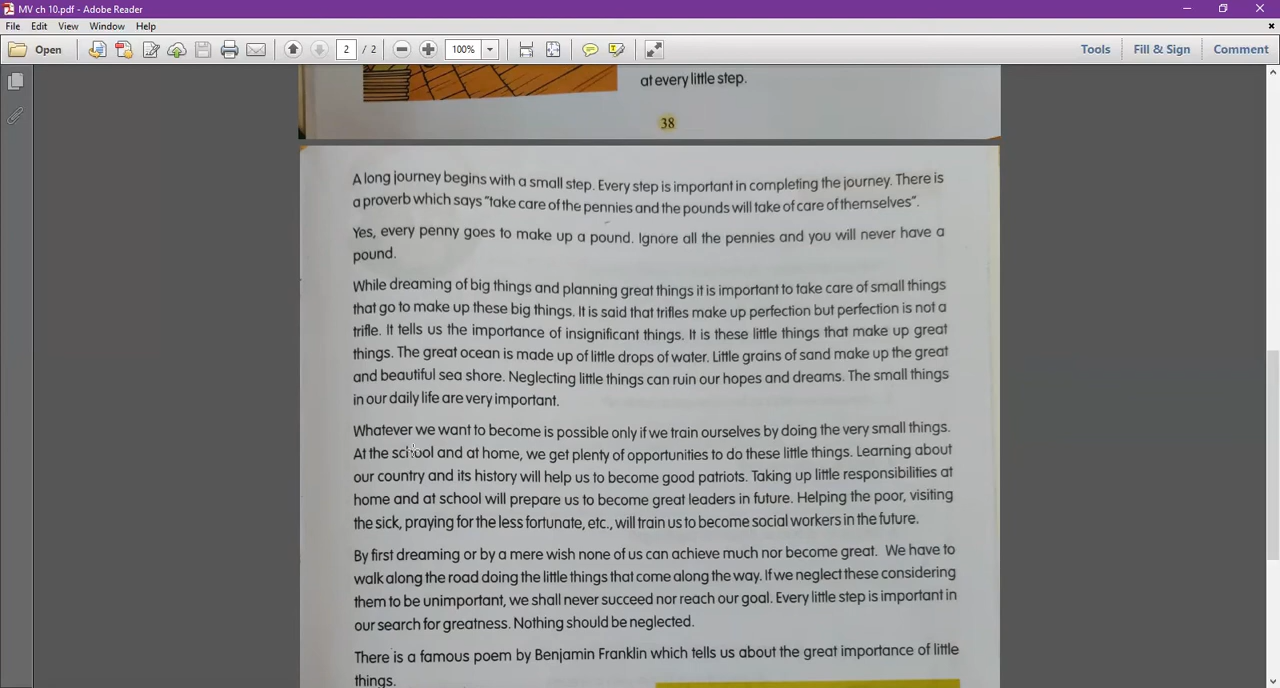 MV ch 10.pdf - Adobe Reader
File Edit View Window Help
Open 2 / 2 100% Tools Fill & Sign Comment
at every little step.
38
A long journey begins with a small step. Every step is important in completing the journey. There is
a proverb which says "take care of the pennies and the pounds will take of care of themselves".
Yes, every penny goes to make up a pound. Ignore all the pennies and you will never have a
pound.
While dreaming of big things and planning great things it is important to take care of small things
that go to make up these big things. It is said that trifles make up perfection but perfection is not a
trifle. It tells us the importance of insignificant things. It is these little things that make up great
things. The great ocean is made up of little drops of water. Little grains of sand make up the great
and beautiful sea shore. Neglecting little things can ruin our hopes and dreams. The small things
in our daily life are very important.
Whatever we want to become is possible only if we train ourselves by doing the very small things.
At the school and at home, we get plenty of opportunities to do these little things. Learning about
our country and its history will help us to become good patriots. Taking up little responsibilities at
home and at school will prepare us to become great leaders in future. Helping the poor, visiting
the sick, praying for the less fortunate, etc., will train us to become social workers in the future.
By first dreaming or by a mere wish none of us can achieve much nor become great. We have to
walk along the road doing the little things that come along the way. If we neglect these considering
them to be unimportant, we shall never succeed nor reach our goal. Every little step is important in
our search for greatness. Nothing should be neglected.
There is a famous poem by Benjamin Franklin which tells us about the great importance of little
things.